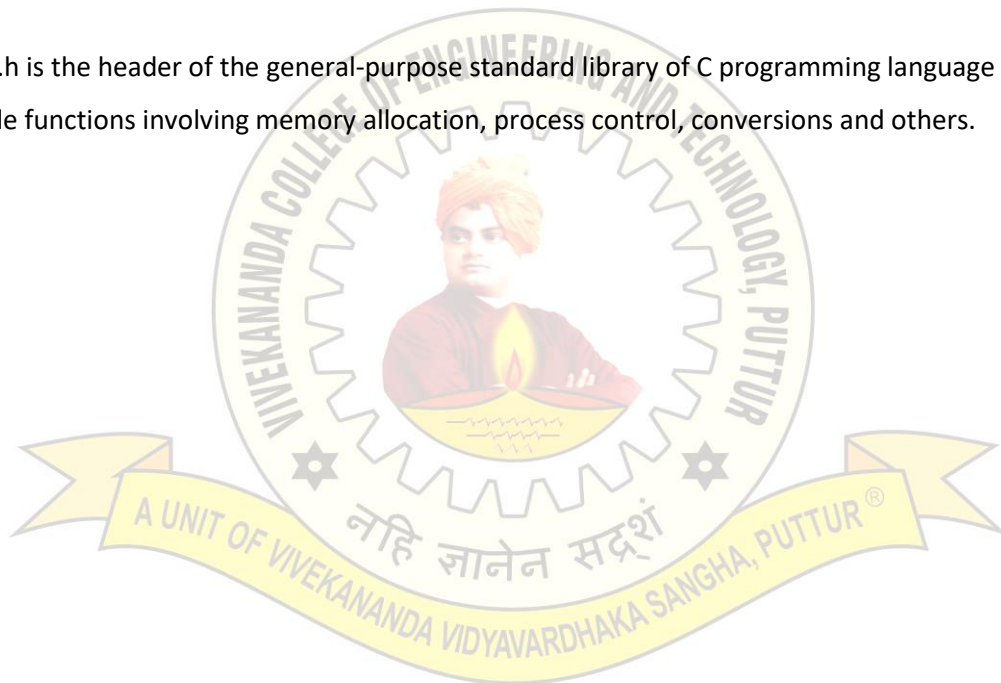 .h is the header of the general-purpose standard library of C programming language
le functions involving memory allocation, process control, conversions and others.
VIVEKANANDA COLLEGE OF ENGINEERING AND TECHNOLOGY, PUTTUR
नहि ज्ञानेन सद्र्शं
A UNIT OF VIVEKANANDA VIDYAVARDHAKA SANGHA, PUTTUR ®